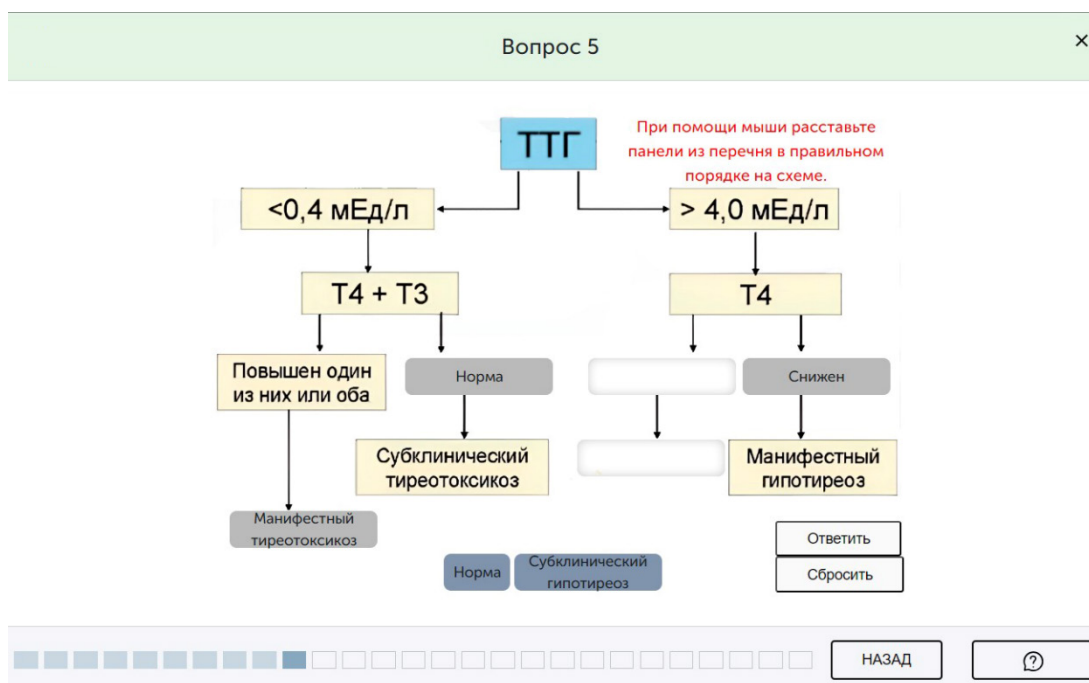 Вопрос 5
×
ТТГ
При помощи мыши расставьте
панели из перечня в правильном
порядке на схеме.
<0,4 мЕд/л
> 4,0 мЕд/л
Т4 + Т3
Т4
Повышен один
из них или оба
Норма
Снижен
Субклинический
тиреотоксикоз
Манифестный
гипотиреоз
Манифестный
тиреотоксикоз
Норма
Субклинический
гипотиреоз
Ответить
Сбросить
НАЗАД
?